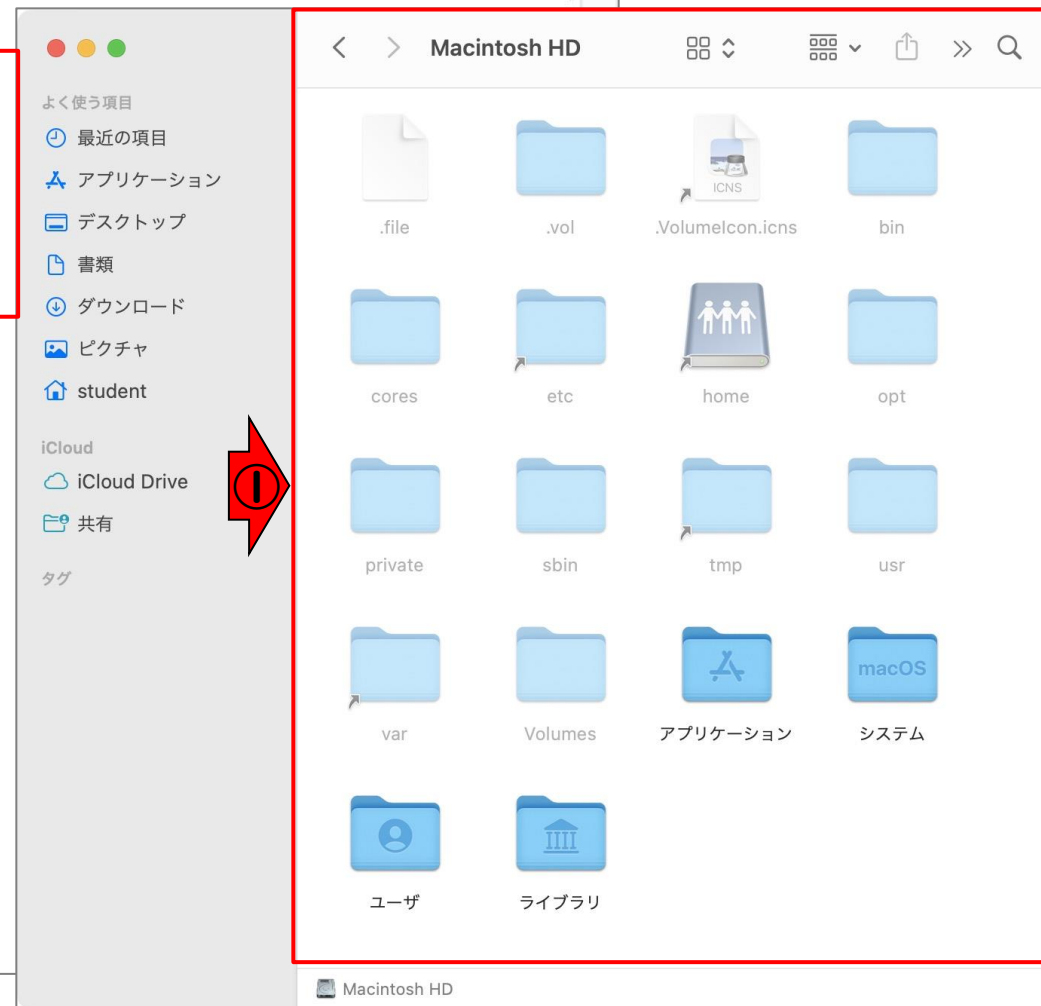 Macintosh HD
よく使う項目
最近の項目
アプリケーション
デスクトップ
書類
ダウンロード
ピクチャ
student
iCloud
iCloud Drive
共有
タグ
①
ICNS
.file .vol .VolumeIcon.icns bin
cores etc home opt
private sbin tmp usr
macOS
var Volumes アプリケーション システム
ユーザ ライブラリ
Macintosh HD